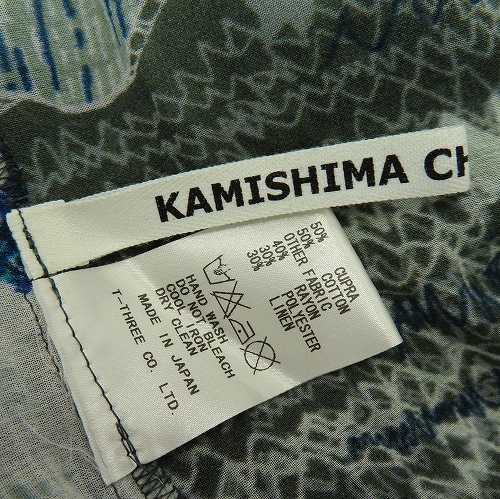 KAMISHIMA CH
50% CUPRA
50% COTTON
OTHER FABRIC
40% RAYON
30% POLYESTER
30% LINEN
HAND WASH
DO NOT BLEACH
COOL IRON
DRY CLEAN
MADE IN JAPAN
T-THREE CO. LTD.